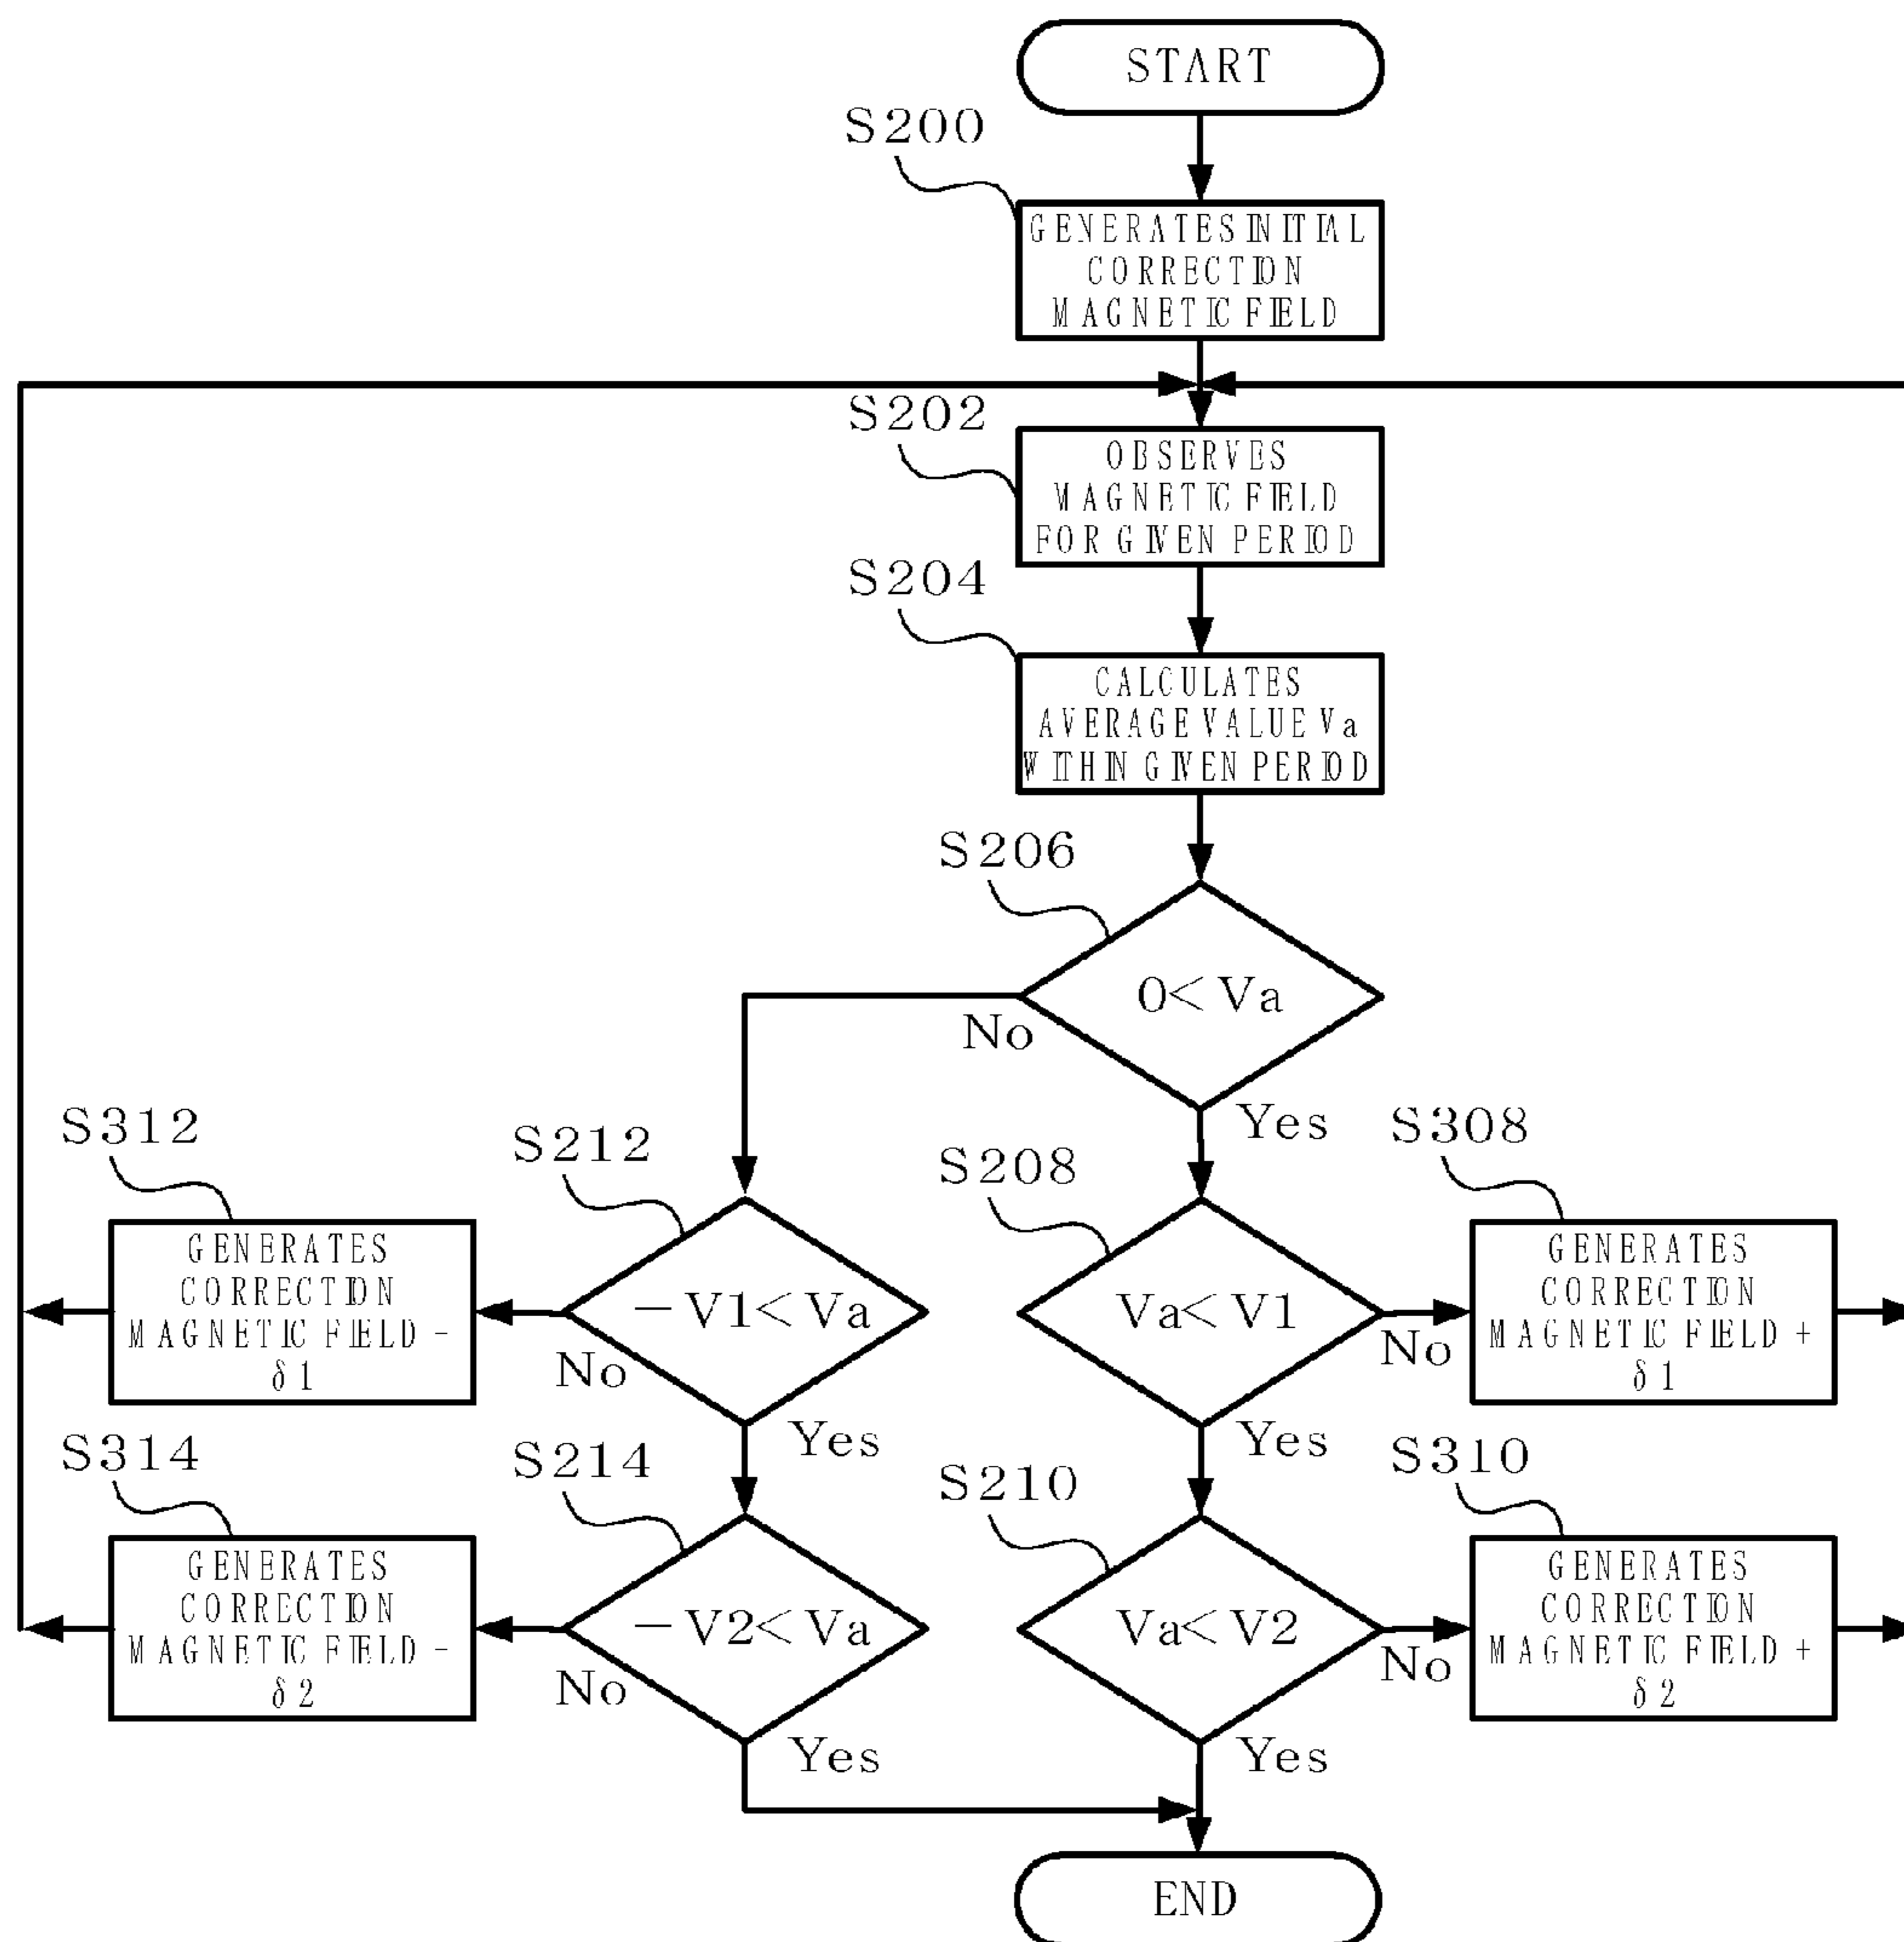 START
S200
GENERATES INITIAL
CORRECTION
MAGNETIC FIELD
S202
OBSERVES
MAGNETIC FIELD
FOR GIVEN PERIOD
S204
CALCULATES
AVERAGE VALUE Va
WITHIN GIVEN PERIOD
S206
0<Va
No
Yes
S312
GENERATES
CORRECTION
MAGNETIC FIELD -
δ1
S212
-V1<Va
No
Yes
S208
Va<V1
No
Yes
S308
GENERATES
CORRECTION
MAGNETIC FIELD +
δ1
S314
GENERATES
CORRECTION
MAGNETIC FIELD -
δ2
S214
-V2<Va
No
Yes
S210
Va<V2
No
Yes
S310
GENERATES
CORRECTION
MAGNETIC FIELD +
δ2
END